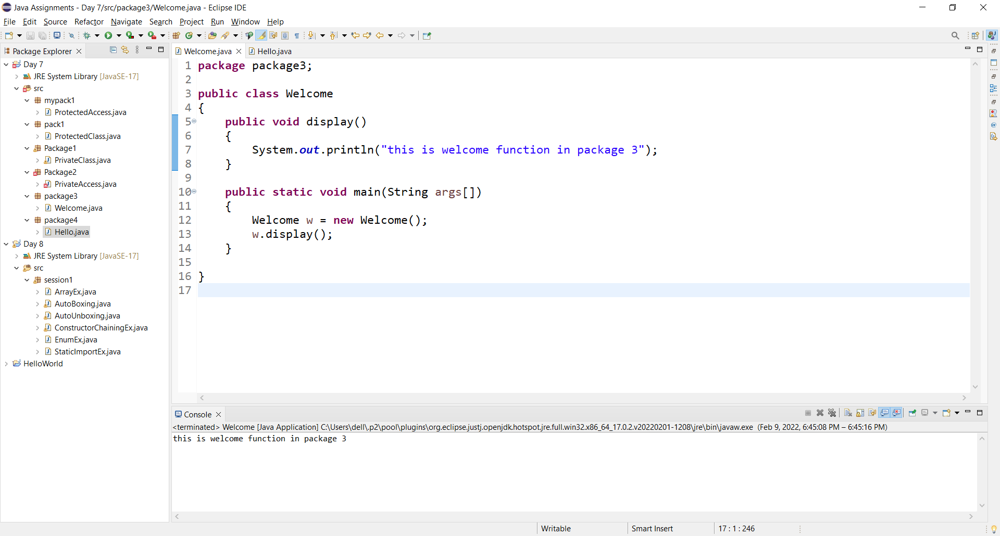 Java Assignments - Day 7/src/package3/Welcome.java - Eclipse IDE
File Edit Source Refactor Navigate Search Project Run Window Help
Package Explorer
Day 7
JRE System Library [JavaSE-17]
src
mypack1
ProtectedAccess.java
pack1
ProtectedClass.java
Package1
PrivateClass.java
Package2
PrivateAccess.java
package3
Welcome.java
package4
Hello.java
Day 8
JRE System Library [JavaSE-17]
src
session1
ArrayEx.java
AutoBoxing.java
AutoUnboxing.java
ConstructorChainingEx.java
EnumEx.java
StaticImportEx.java
HelloWorld
Welcome.java Hello.java
1 package package3;
2
3 public class Welcome
4 {
5 public void display()
6 {
7 System.out.println("this is welcome function in package 3");
8 }
9
10 public static void main(String args[])
11 {
12 Welcome w = new Welcome();
13 w.display();
14 }
15
16 }
17
Console
<terminated> Welcome [Java Application] C:\Users\dell\.p2\pool\plugins\org.eclipse.justj.openjdk.hotspot.jre.full.win32.x86_64_17.0.2.v20220201-1208\jre\bin\javaw.exe (Feb 9, 2022, 6:45:08 PM – 6:45:16 PM)
this is welcome function in package 3
Writable Smart Insert 17 : 1 : 246